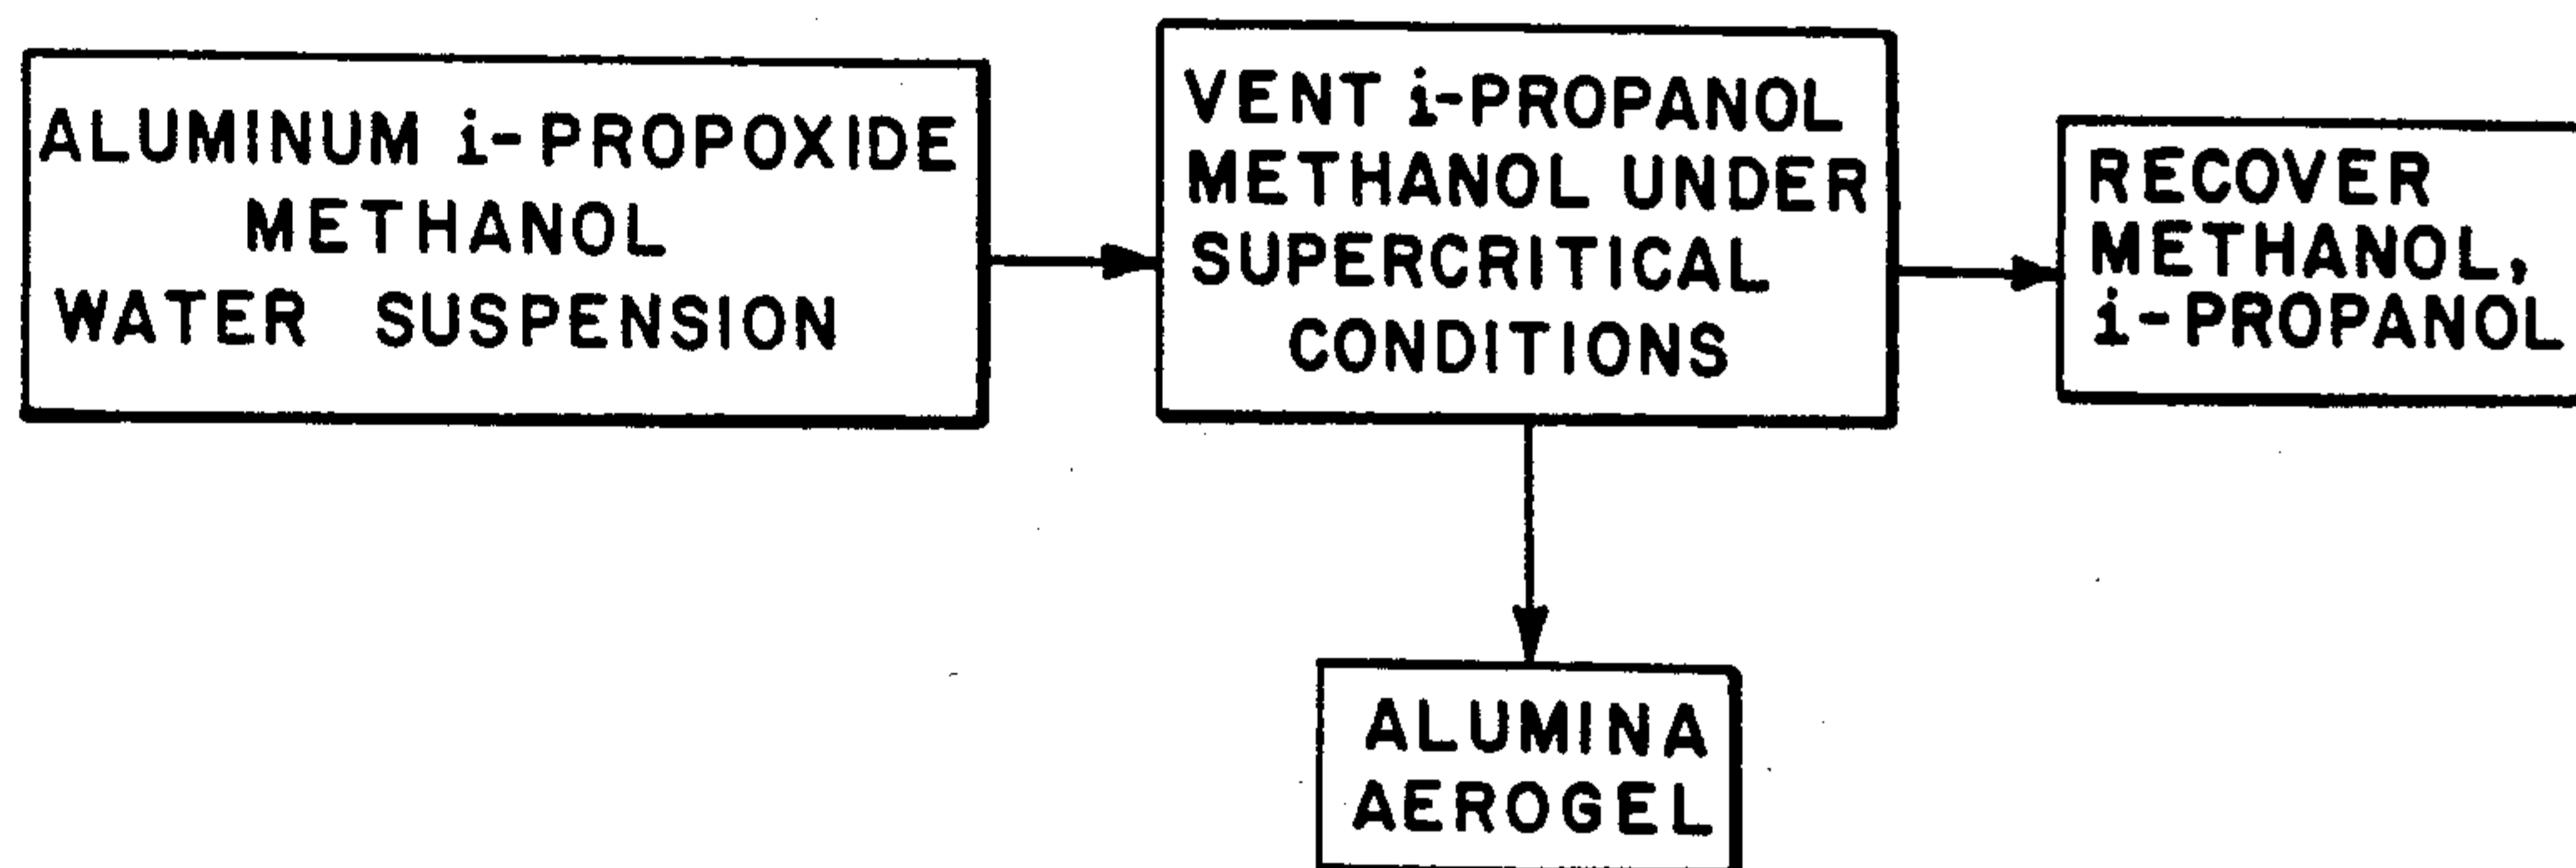 ALUMINUM i-PROPOXIDE
METHANOL
WATER SUSPENSION
VENT i-PROPANOL
METHANOL UNDER
SUPERCRITICAL
CONDITIONS
RECOVER
METHANOL,
i-PROPANOL
ALUMINA
AEROGEL